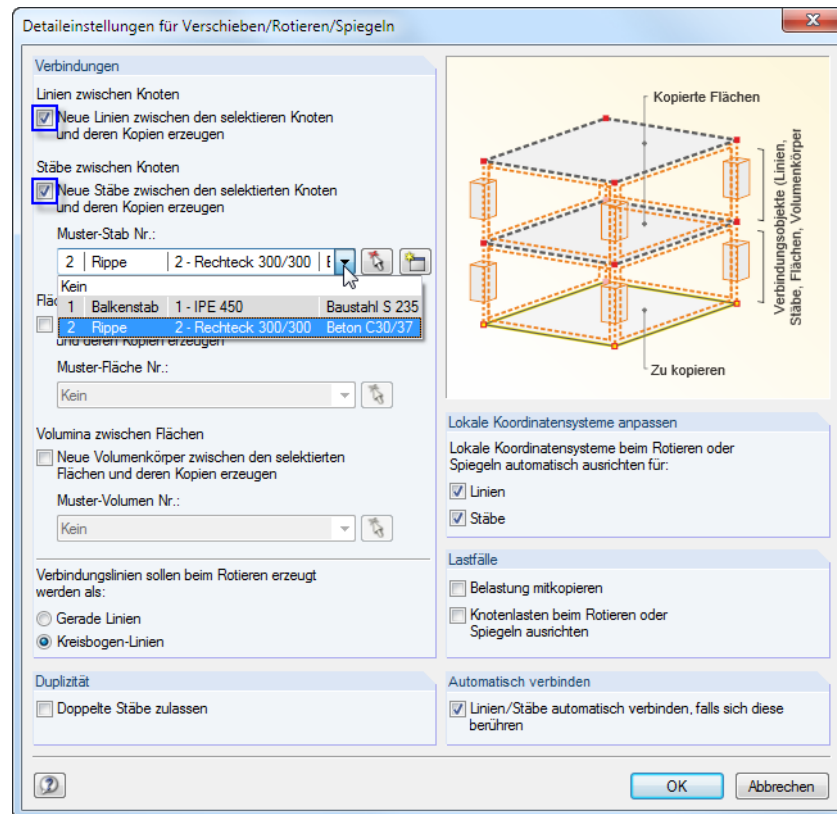 Detaileinstellungen für Verschieben/Rotieren/Spiegeln
Verbindungen
Linien zwischen Knoten
Neue Linien zwischen den selektieren Knoten
und deren Kopien erzeugen
Stäbe zwischen Knoten
Neue Stäbe zwischen den selektierten Knoten
und deren Kopien erzeugen
Muster-Stab Nr.:
2 Rippe 2 - Rechteck 300/300
Kein
1 Balkenstab 1 - IPE 450 Baustahl S 235
2 Rippe 2 - Rechteck 300/300 Beton C30/37
und deren Kopien erzeugen
Muster-Fläche Nr.:
Kein
Volumina zwischen Flächen
Neue Volumenkörper zwischen den selektierten
Flächen und deren Kopien erzeugen
Muster-Volumen Nr.:
Kein
Verbindungslinien sollen beim Rotieren erzeugt
werden als:
Gerade Linien
Kreisbogen-Linien
Duplizität
Doppelte Stäbe zulassen
Kopierte Flächen
Verbindungsobjekte (Linien,
Stäbe, Flächen, Volumenkörper
Zu kopieren
Lokale Koordinatensysteme anpassen
Lokale Koordinatensysteme beim Rotieren oder
Spiegeln automatisch ausrichten für:
Linien
Stäbe
Lastfälle
Belastung mitkopieren
Knotenlasten beim Rotieren oder
Spiegeln ausrichten
Automatisch verbinden
Linien/Stäbe automatisch verbinden, falls sich diese
berühren
OK Abbrechen